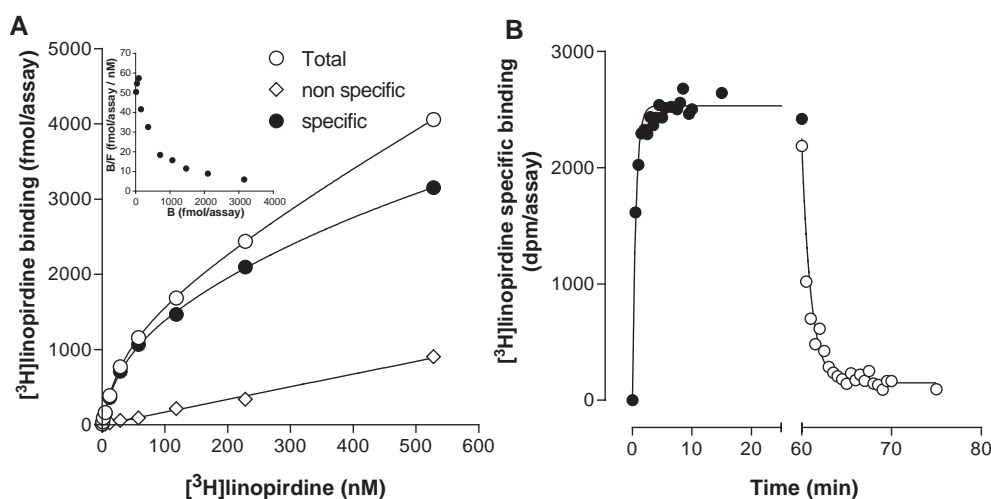 A
[³H]linopirdine binding (fmol/assay)
5000
4000
3000
2000
1000
0
0 100 200 300 400 500 600
[³H]linopirdine (nM)
B/F (fmol/assay / nM)
70
60
50
40
30
20
10
0
0 1000 2000 3000 4000
B (fmol/assay)
Total
non specific
specific
B
[³H]linopirdine specific binding
(dpm/assay)
3000
2000
1000
0
0 10 20 60 70 80
Time (min)